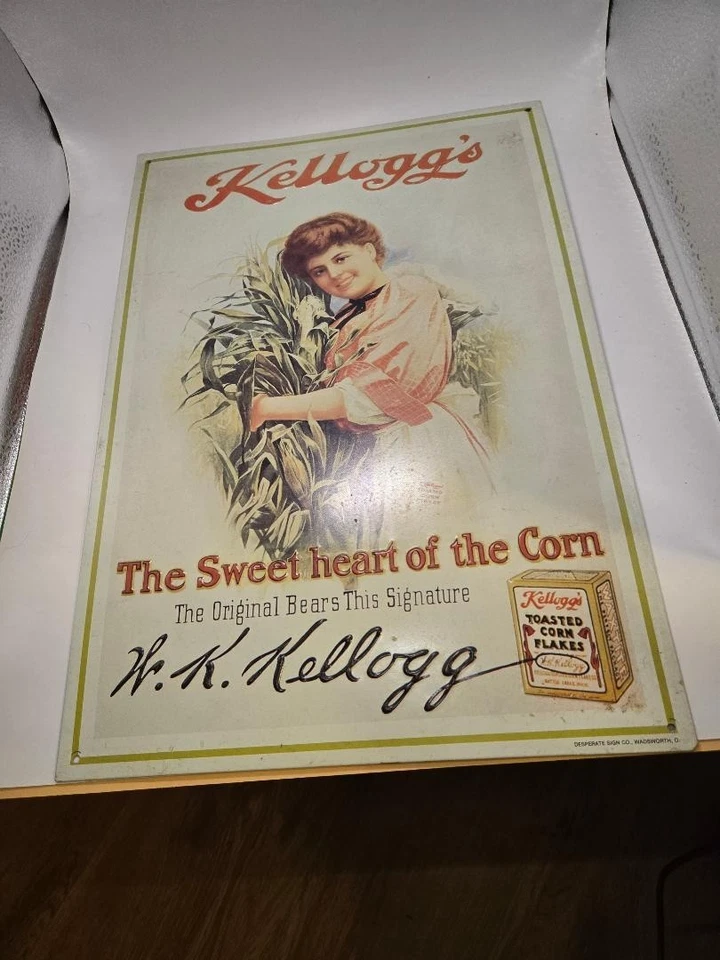 Kellogg's
The Sweet heart of the Corn
The Original Bears This Signature
W. K. Kellogg
Kellogg's
TOASTED
CORN
FLAKES
W.K. Kellogg
DESPERATE SIGN CO., WADSWORTH, O.